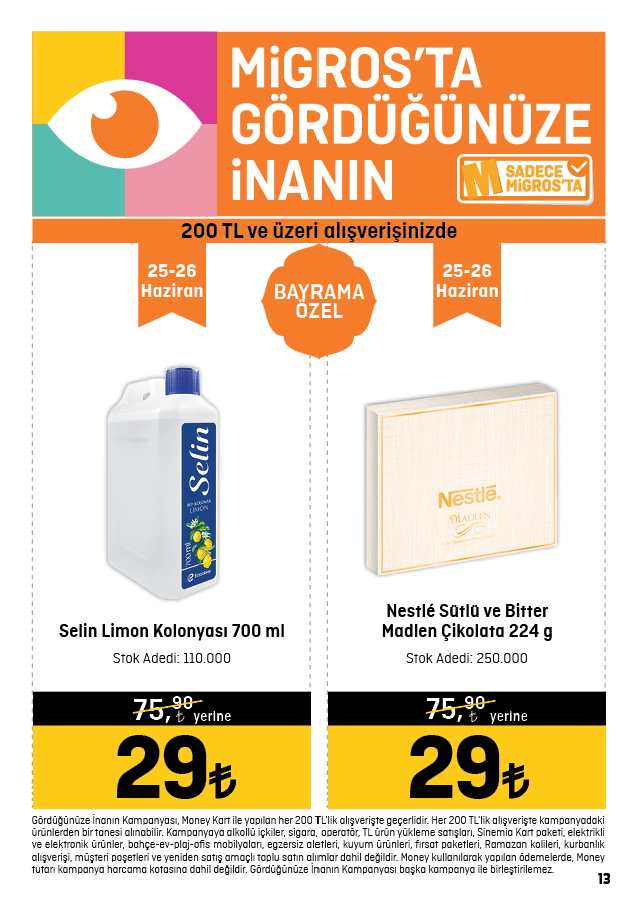 MiGROS'TA
GÖRDÜĞÜNÜZE
iNANIN
M SADECE
MiGROS'TA
200 TL ve üzeri alışverişinizde
25-26
Haziran
BAYRAMA
ÖZEL
25-26
Haziran
Selin
LİMON
700 ml
Nestlé
MADLEN
Selin Limon Kolonyası 700 ml
Stok Adedi: 110.000
Nestlé Sütlü ve Bitter
Madlen Çikolata 224 g
Stok Adedi: 250.000
75,90 ₺ yerine
29₺
75,90 ₺ yerine
29₺
Gördüğünüze İnanın Kampanyası, Money Kart ile yapılan her 200 TL'lik alışverişte geçerlidir. Her 200 TL'lik alışverişte kampanyadaki
ürünlerden bir tanesi alınabilir. Kampanyaya alkollü içkiler, sigara, operatör, TL ürün yükleme satışları, Sinemia Kart paketi, elektrikli
ve elektronik ürünler, bahçe-ev-plaj-ofis mobilyaları, egzersiz aletleri, kuyum ürünleri, fırsat paketleri, Ramazan kolileri, kurbanlık
alışverişi, müşteri poşetleri ve yeniden satış amaçlı toplu satın alımlar dahil değildir. Money kullanılarak yapılan ödemelerde, Money
tutarı kampanya harcama kotasına dahil değildir. Gördüğünüze İnanın Kampanyası başka kampanya ile birleştirilemez.
13